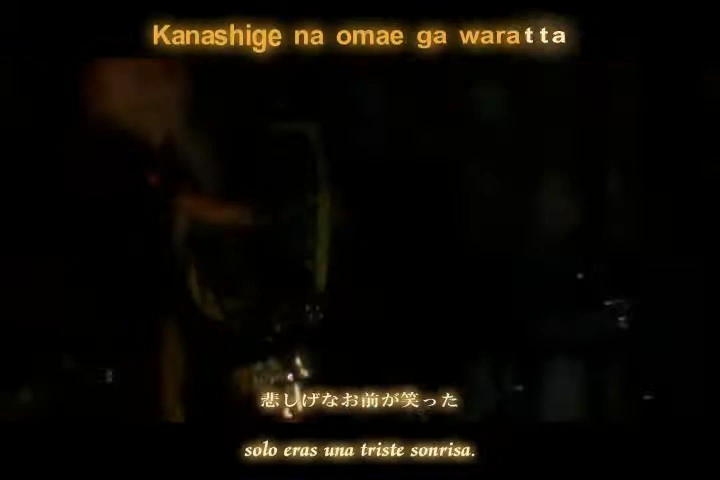 Kanashige na omae ga waratta
悲しげなお前が笑った
solo eras una triste sonrisa.